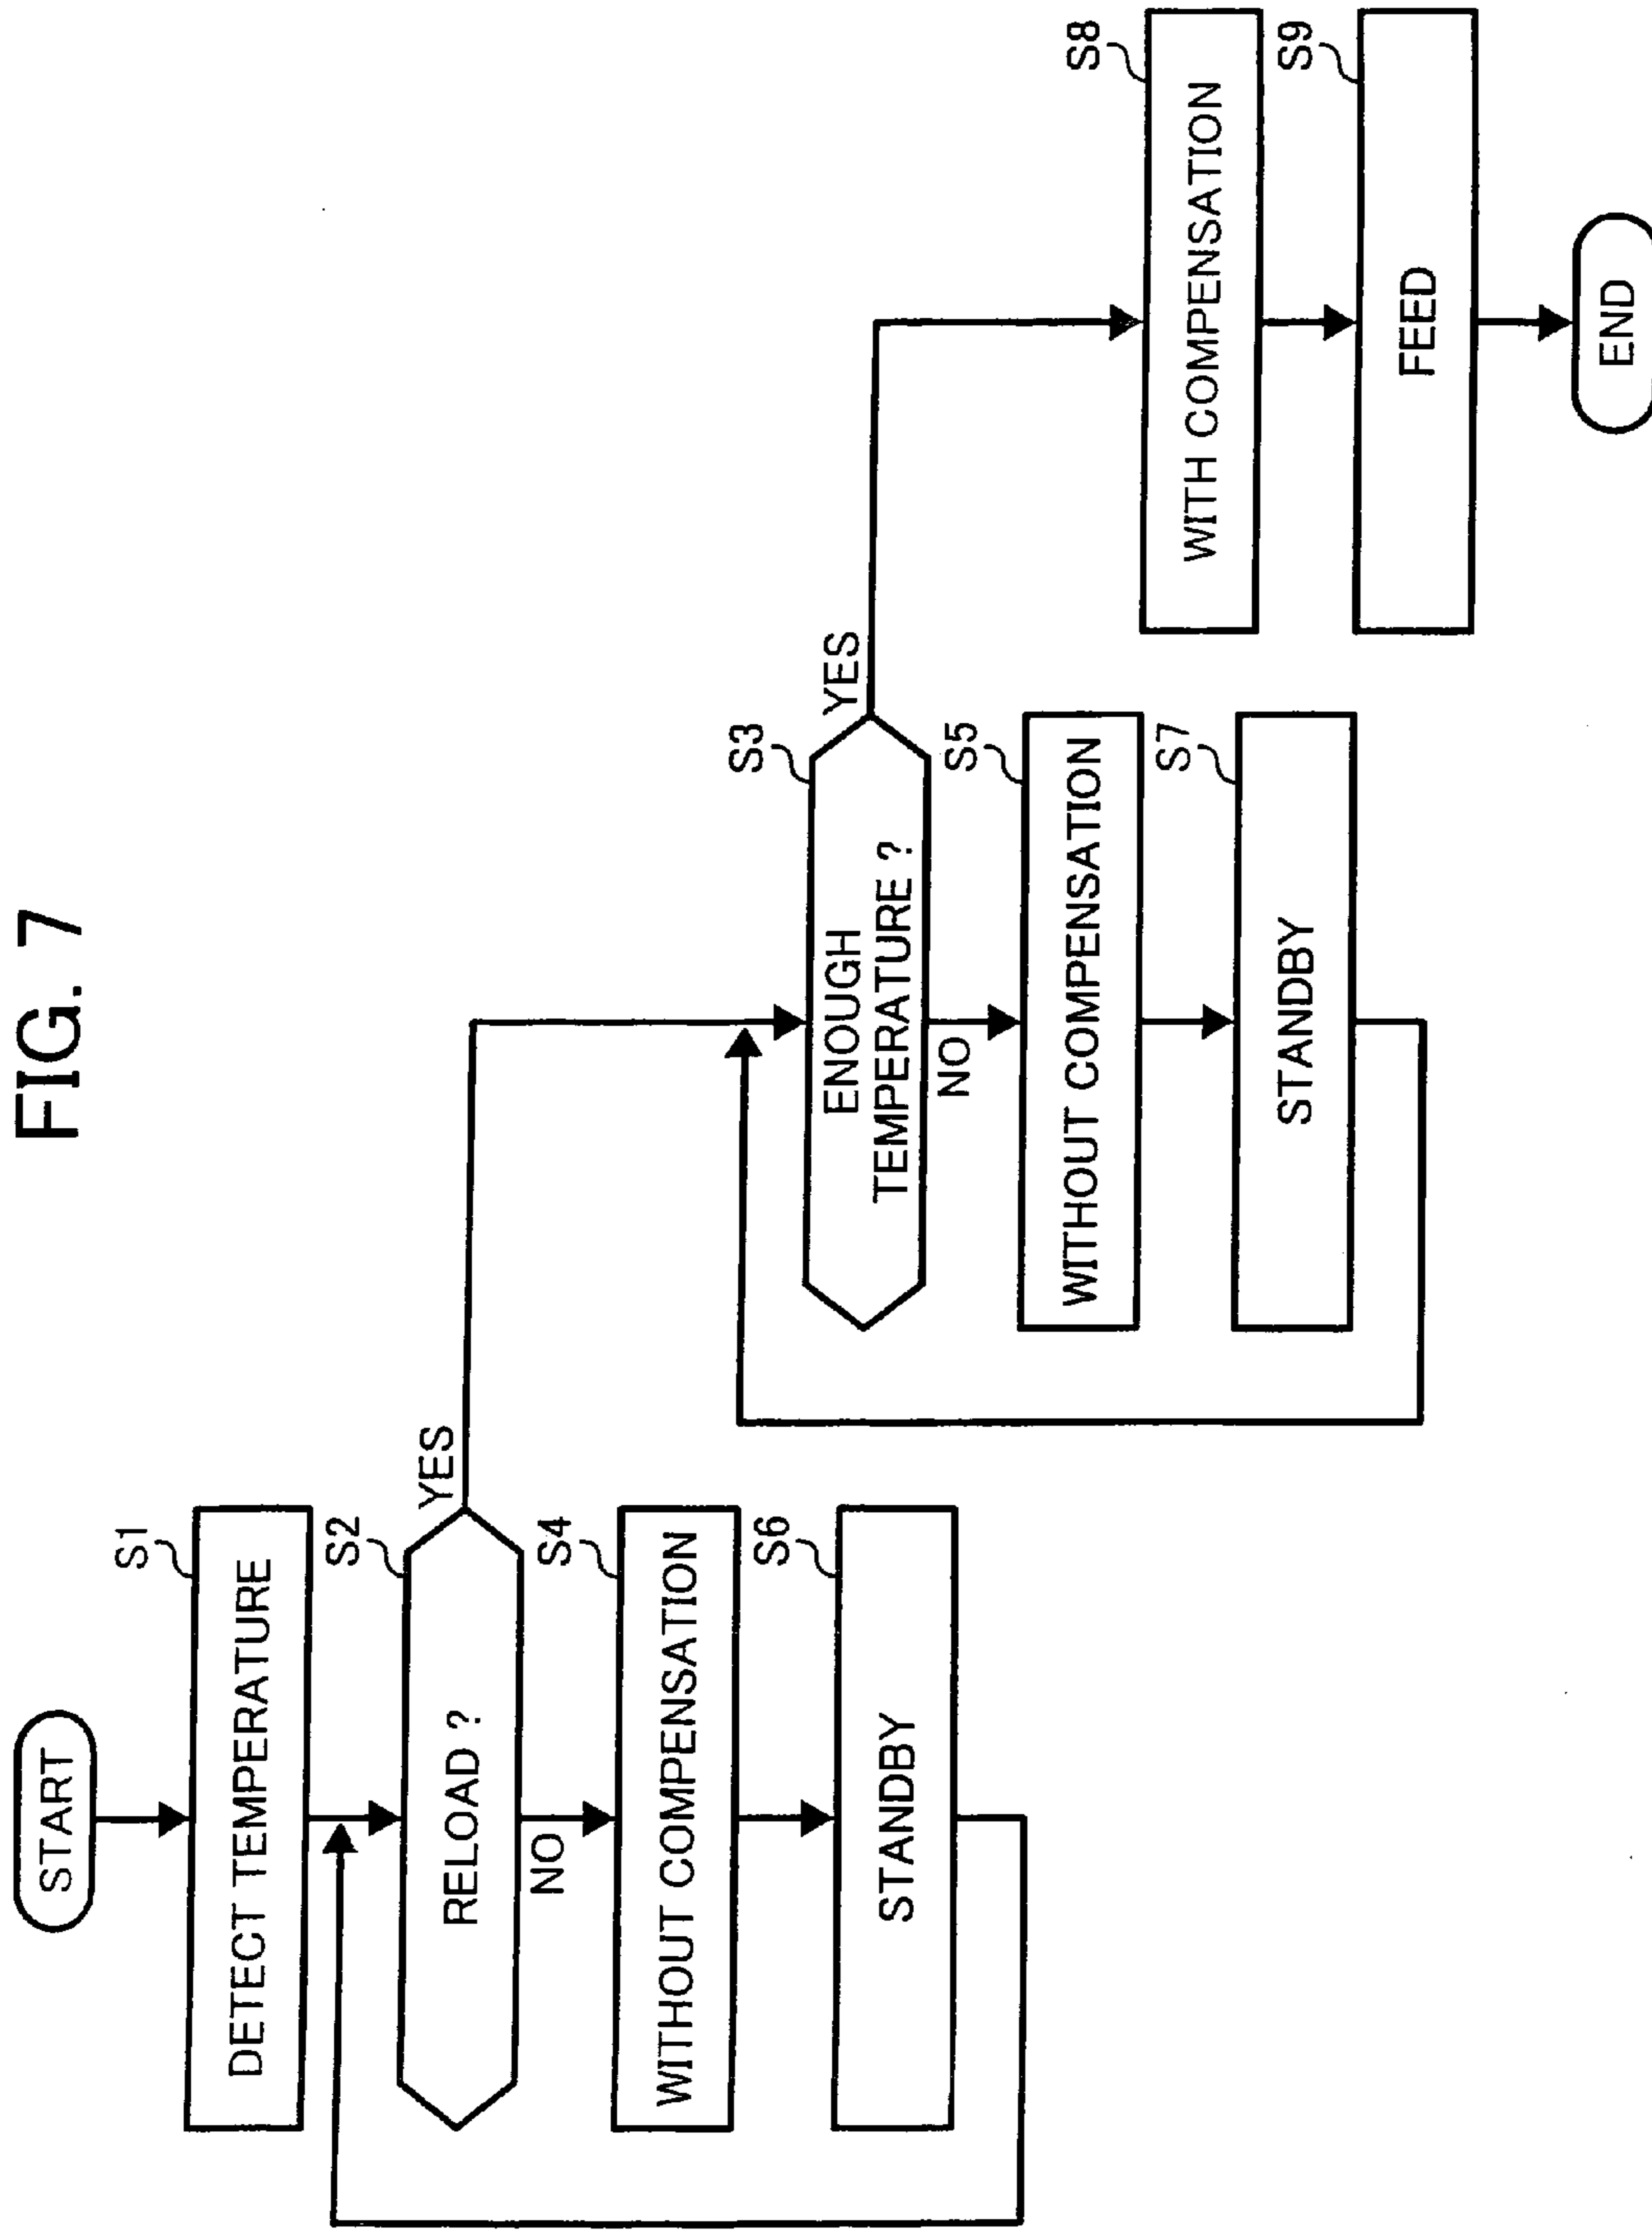 FIG. 7
START
S1
DETECT TEMPERATURE
S2
RELOAD ?
YES
NO
S4
WITHOUT COMPENSATION
S6
STANDBY
S3
ENOUGH
TEMPERATURE ?
YES
NO
S5
WITHOUT COMPENSATION
S7
STANDBY
S8
WITH COMPENSATION
S9
FEED
END